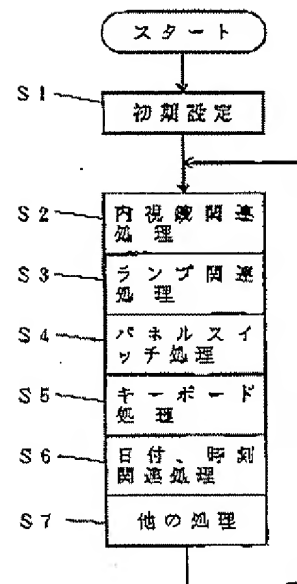 スタート
S1
初期設定
S2
内視鏡関連
処理
S3
ランプ関連
処理
S4
パネルスイ
ッチ処理
S5
キーボード
処理
S6
日付、時刻
関連処理
S7
他の処理